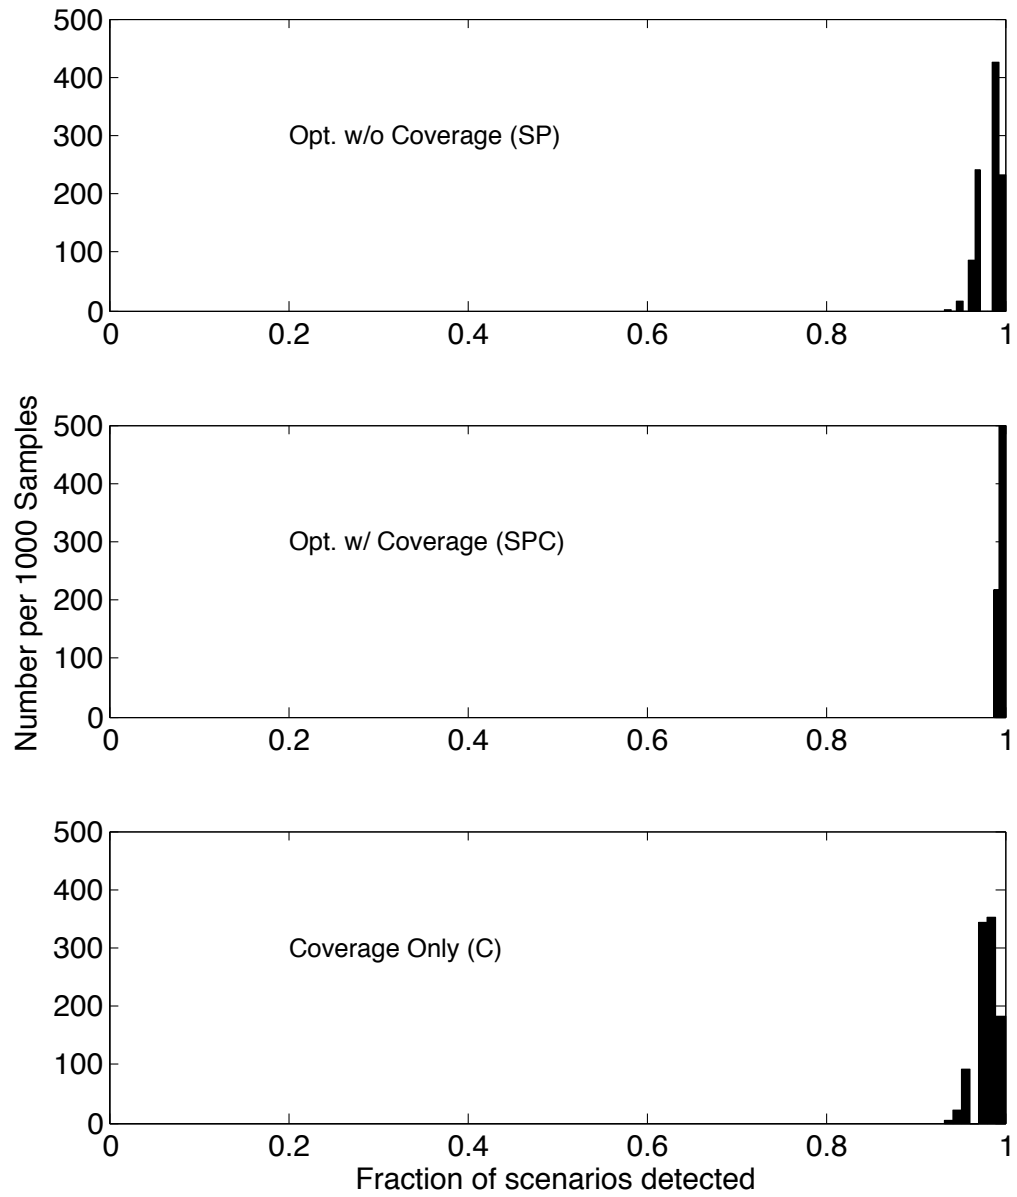 500
400
300
200
100
0
Opt. w/o Coverage (SP)
0 0.2 0.4 0.6 0.8 1
Number per 1000 Samples
500
400
300
200
100
0
Opt. w/ Coverage (SPC)
0 0.2 0.4 0.6 0.8 1
500
400
300
200
100
0
Coverage Only (C)
0 0.2 0.4 0.6 0.8 1
Fraction of scenarios detected